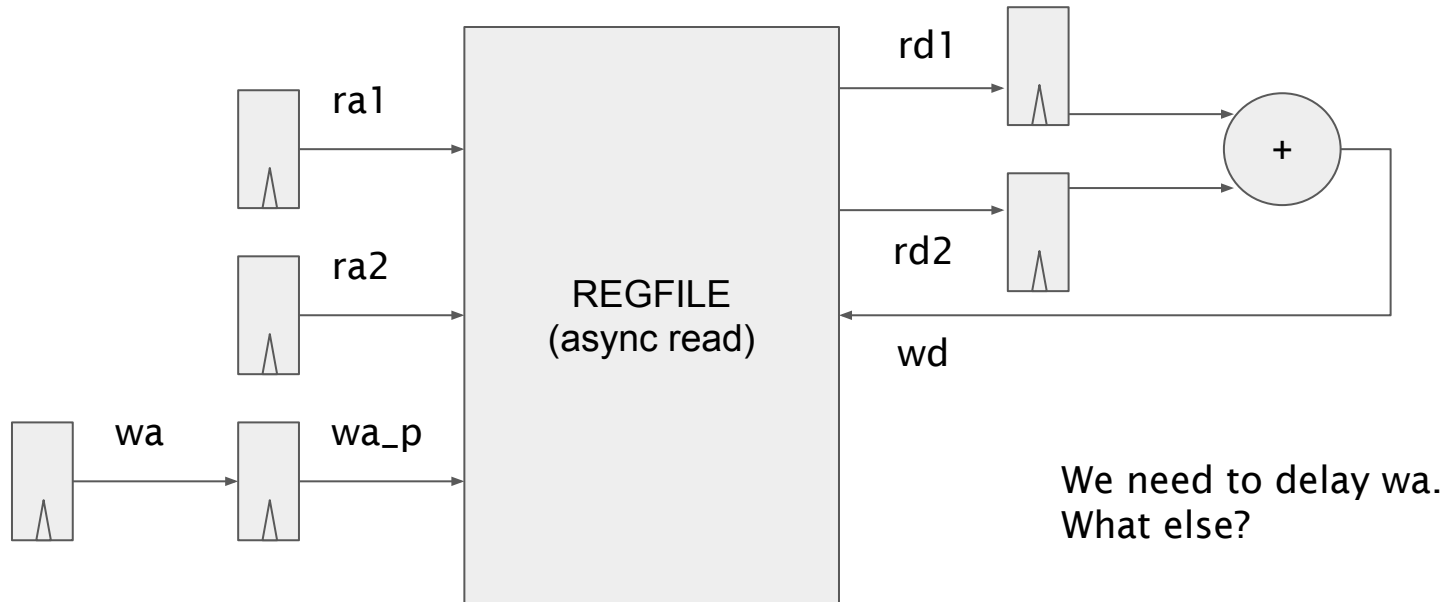 rd1
ra1
+
ra2
rd2
REGFILE
(async read)
wd
wa
wa_p
We need to delay wa.
What else?